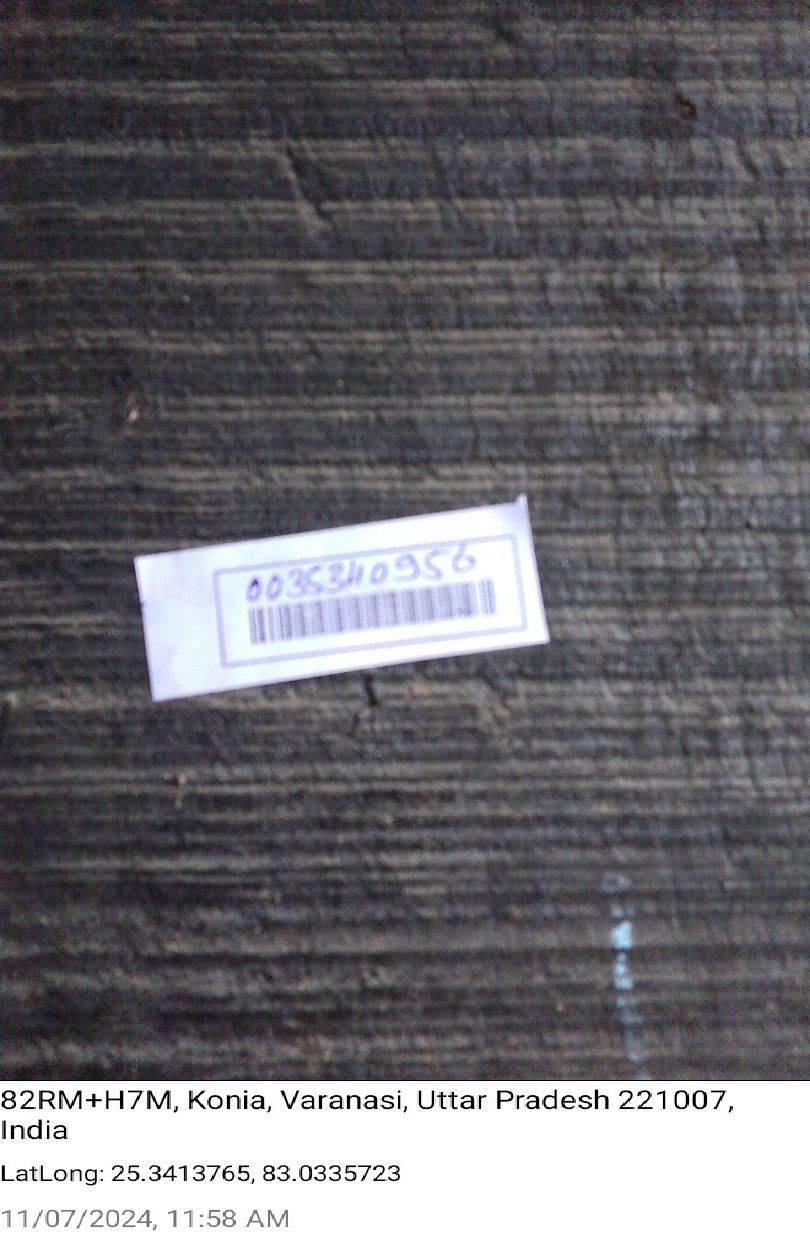 0035340956
82RM+H7M, Konia, Varanasi, Uttar Pradesh 221007,
India
LatLong: 25.3413765, 83.0335723
11/07/2024, 11:58 AM